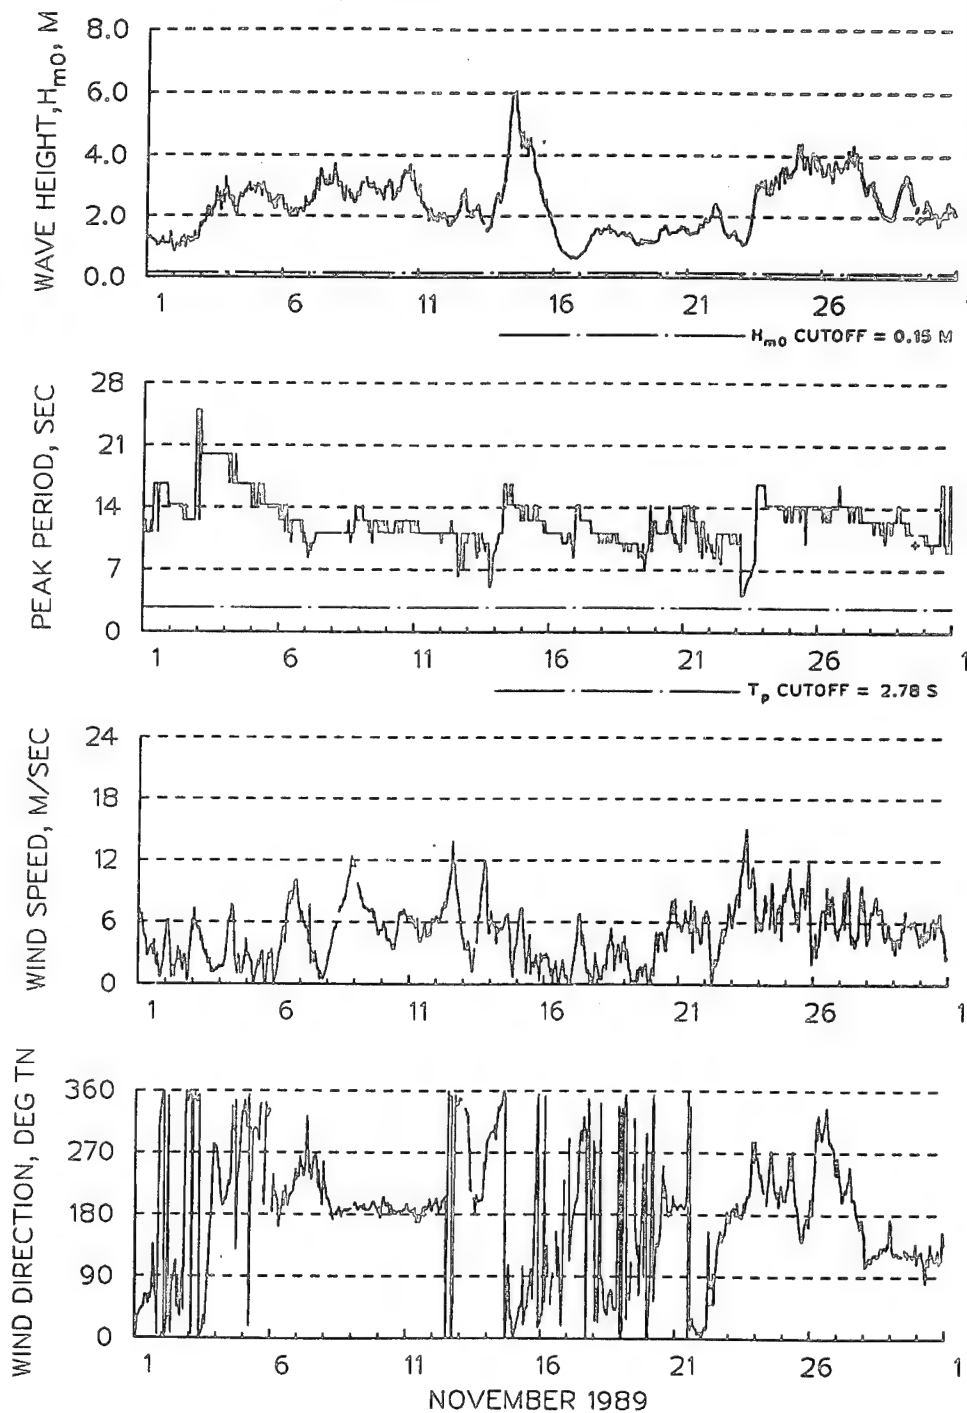 WAVE HEIGHT, Hm0, M
8.0
6.0
4.0
2.0
0.0
1 6 11 16 21 26 1
Hm0 CUTOFF = 0.15 M
PEAK PERIOD, SEC
28
21
14
7
0
1 6 11 16 21 26 1
Tp CUTOFF = 2.78 S
WIND SPEED, M/SEC
24
18
12
6
0
1 6 11 16 21 26 1
WIND DIRECTION, DEG TN
360
270
180
90
0
1 6 11 16 21 26 1
NOVEMBER 1989